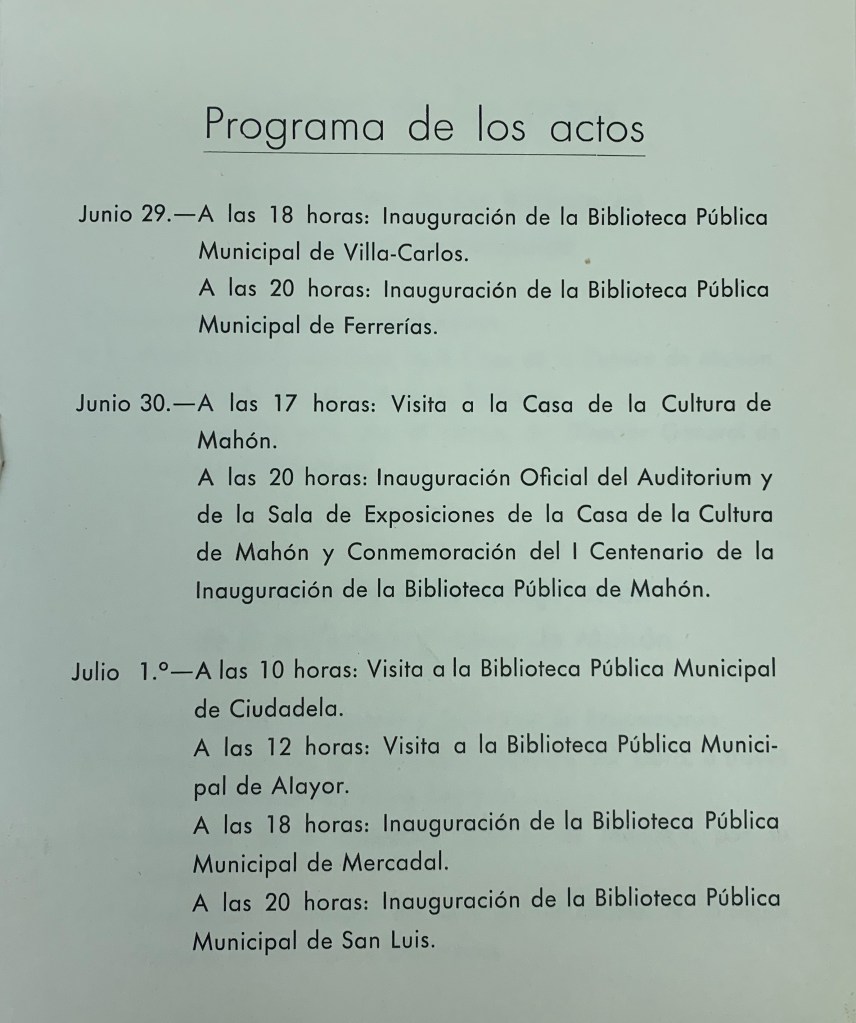 Programa de los actos
Junio 29.—A las 18 horas: Inauguración de la Biblioteca Pública
Municipal de Villa-Carlos.
A las 20 horas: Inauguración de la Biblioteca Pública
Municipal de Ferrerías.
Junio 30.—A las 17 horas: Visita a la Casa de la Cultura de
Mahón.
A las 20 horas: Inauguración Oficial del Auditorium y
de la Sala de Exposiciones de la Casa de la Cultura
de Mahón y Conmemoración del I Centenario de la
Inauguración de la Biblioteca Pública de Mahón.
Julio 1.º—A las 10 horas: Visita a la Biblioteca Pública Municipal
de Ciudadela.
A las 12 horas: Visita a la Biblioteca Pública Munici-
pal de Alayor.
A las 18 horas: Inauguración de la Biblioteca Pública
Municipal de Mercadal.
A las 20 horas: Inauguración de la Biblioteca Pública
Municipal de San Luis.